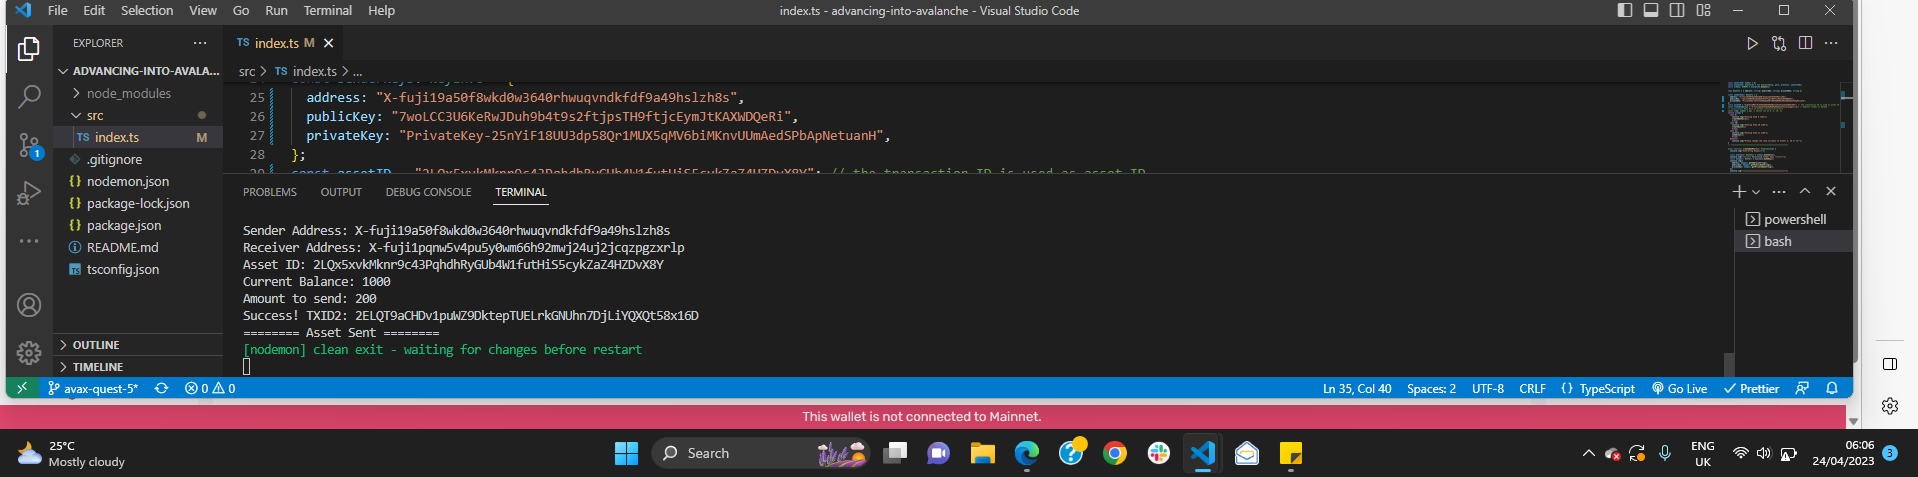 File Edit Selection View Go Run Terminal Help
index.ts - advancing-into-avalanche - Visual Studio Code
EXPLORER
ADVANCING-INTO-AVALA...
node_modules
src
TS index.ts M
.gitignore
nodemon.json
package-lock.json
package.json
README.md
tsconfig.json
OUTLINE
TIMELINE
1
TS index.ts M
src > TS index.ts > ...
25 address: "X-fuji19a50f8wkd0w3640rhwuqvndkfdf9a49hslzh8s",
26 publicKey: "7woLCC3U6KeRwJDuh9b4t9s2ftjpsTH9ftjcEymJtKAXWDQeRi",
27 privateKey: "PrivateKey-25nYiF18UU3dp58Qr1MUX5qMV6biMKnvUUmAedSPbApNetuanH",
28 };
PROBLEMS OUTPUT DEBUG CONSOLE TERMINAL
Sender Address: X-fuji19a50f8wkd0w3640rhwuqvndkfdf9a49hslzh8s
Receiver Address: X-fuji1pqnw5v4pu5y0wm66h92mwj24uj2jcqzpgzxrlp
Asset ID: 2LQx5xvkMknr9c43PqhdhRyGUb4W1futHiS5cykZaZ4HZDvX8Y
Current Balance: 1000
Amount to send: 200
Success! TXID2: 2ELQT9aCHDv1puWZ9DktepTUELrkGNUhn7DjLiYQXQt58x16D
======== Asset Sent ========
[nodemon] clean exit - waiting for changes before restart
powershell
bash
avax-quest-5* 0 0
Ln 35, Col 40 Spaces: 2 UTF-8 CRLF {} TypeScript Go Live Prettier
This wallet is not connected to Mainnet.
25°C
Mostly cloudy
Search
ENG
UK
06:06
24/04/2023
3